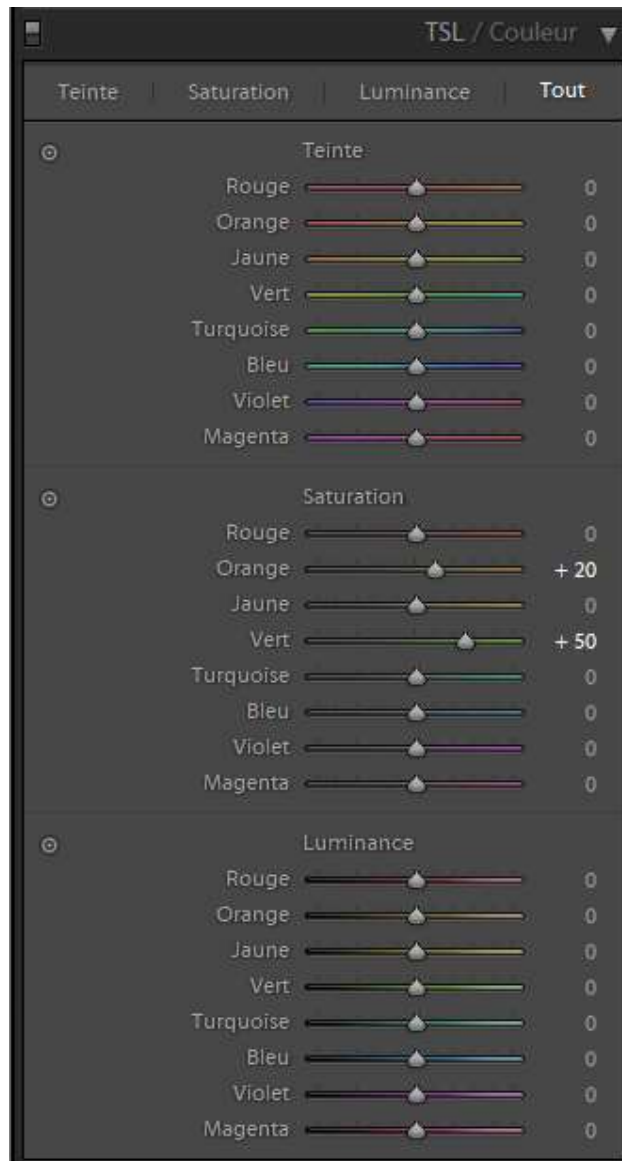 TSL / Couleur
Teinte Saturation Luminance Tout
Teinte
Rouge 0
Orange 0
Jaune 0
Vert 0
Turquoise 0
Bleu 0
Violet 0
Magenta 0
Saturation
Rouge 0
Orange + 20
Jaune 0
Vert + 50
Turquoise 0
Bleu 0
Violet 0
Magenta 0
Luminance
Rouge 0
Orange 0
Jaune 0
Vert 0
Turquoise 0
Bleu 0
Violet 0
Magenta 0